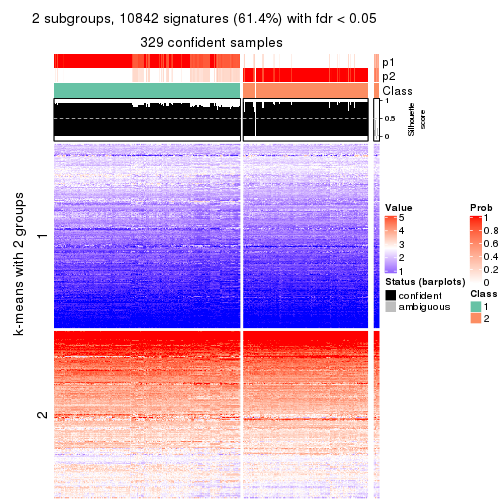 2 subgroups, 10842 signatures (61.4%) with fdr < 0.05
329 confident samples
p1
p2
Class
1
0.5
0
Silhouette
score
k-means with 2 groups
1
2
Value
5
4
3
2
1
Status (barplots)
confident
ambiguous
Prob
1
0.8
0.6
0.4
0.2
0
Class
1
2